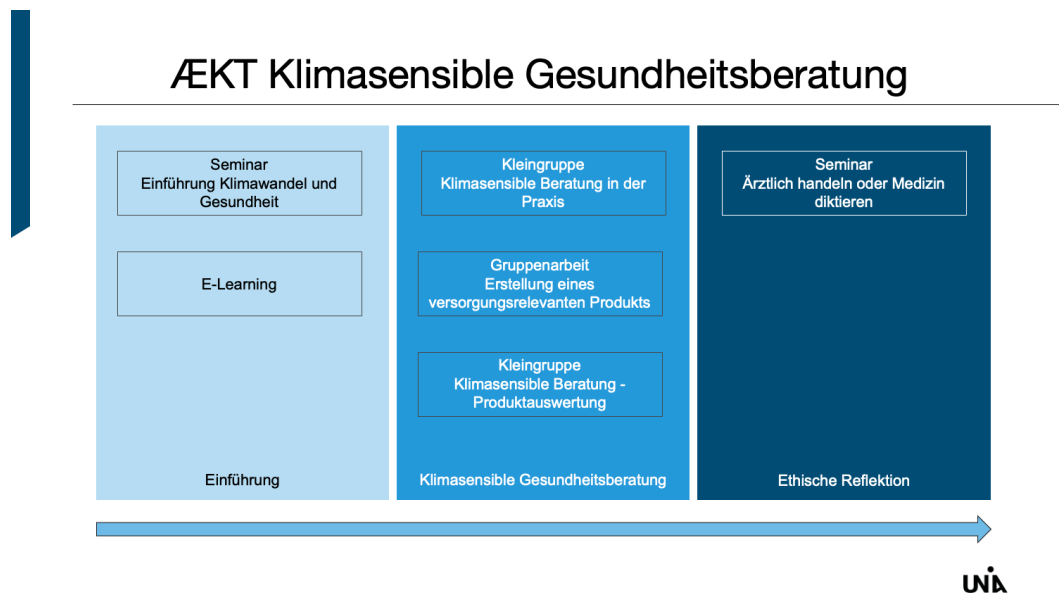 ÆKT Klimasensible Gesundheitsberatung
Seminar
Einführung Klimawandel und
Gesundheit
E-Learning
Einführung
Kleingruppe
Klimasensible Beratung in der
Praxis
Gruppenarbeit
Erstellung eines
versorgungsrelevanten Produkts
Kleingruppe
Klimasensible Beratung -
Produktauswertung
Klimasensible Gesundheitsberatung
Seminar
Ärztlich handeln oder Medizin
diktieren
Ethische Reflektion
UNIA